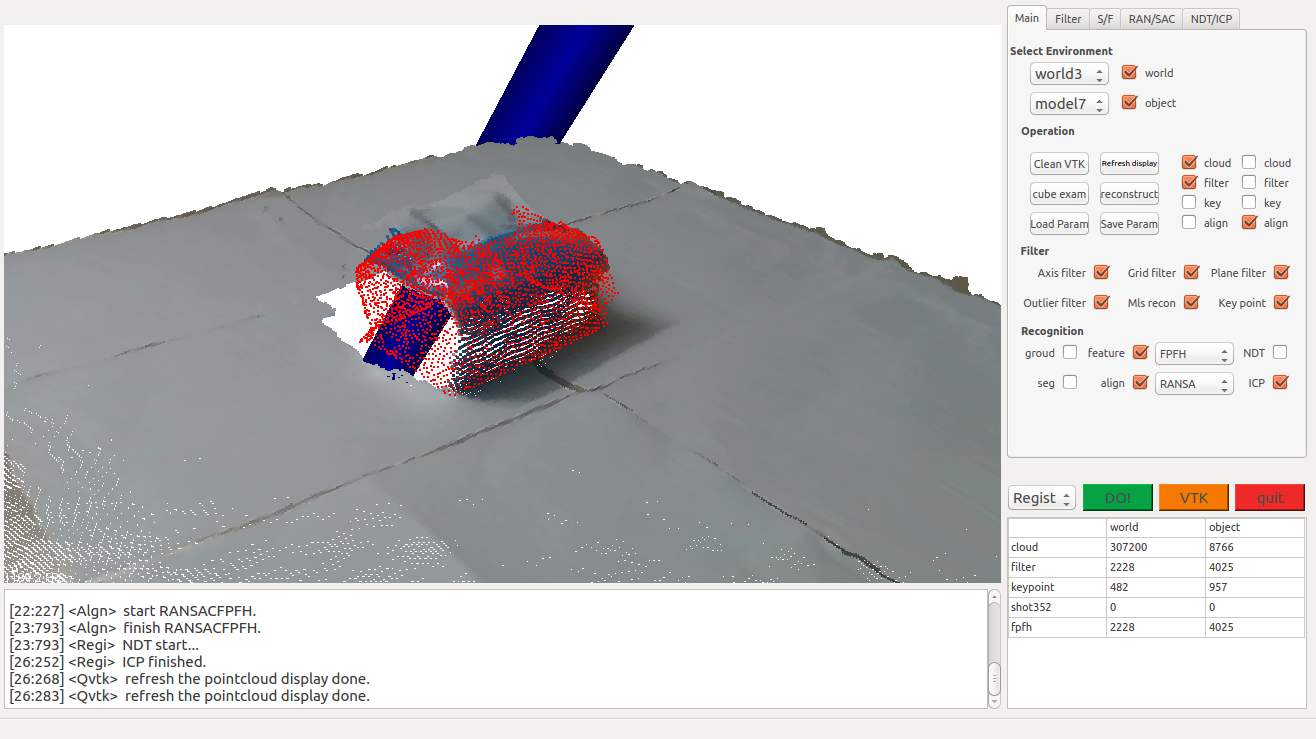 Main Filter S/F RAN/SAC NDT/ICP
Select Environment
world3 world
model7 object
Operation
Clean VTK Refresh display cloud cloud
filter filter
cube exam reconstruct key key
Load Param Save Param align align
Filter
Axis filter Grid filter Plane filter
Outlier filter Mls recon Key point
Recognition
groud feature FPFH NDT
seg align RANSA ICP
Regist DO! VTK quit
world object
cloud 307200 8766
filter 2228 4025
keypoint 482 957
shot352 0 0
fpfh 2228 4025
[22:227] <Algn> start RANSACFPFH.
[23:793] <Algn> finish RANSACFPFH.
[23:793] <Regi> NDT start...
[26:252] <Regi> ICP finished.
[26:268] <Qvtk> refresh the pointcloud display done.
[26:283] <Qvtk> refresh the pointcloud display done.